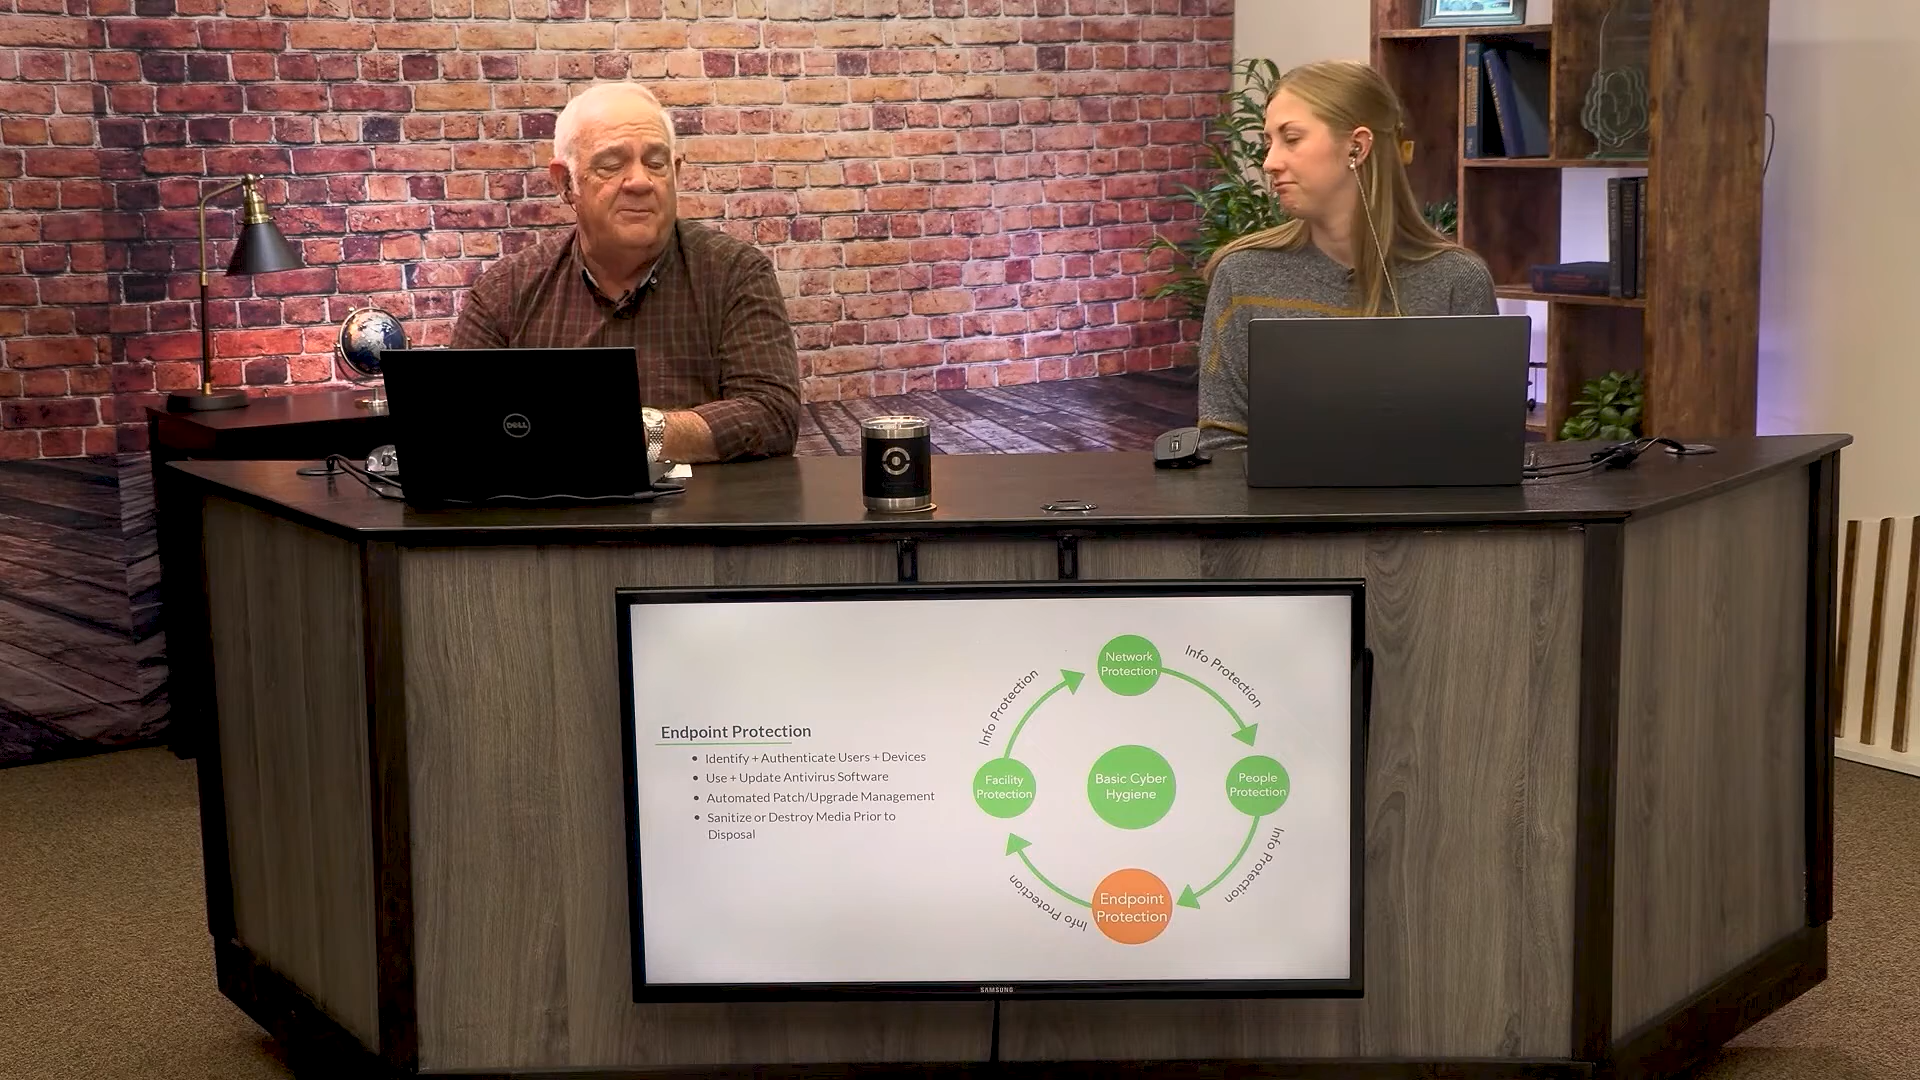 DELL
Endpoint Protection
• Identify + Authenticate Users + Devices
• Use + Update Antivirus Software
• Automated Patch/Upgrade Management
• Sanitize or Destroy Media Prior to
Disposal
Network
Protection
Info Protection
People
Protection
Info Protection
Endpoint
Protection
Info Protection
Facility
Protection
Info Protection
Basic Cyber
Hygiene
SAMSUNG